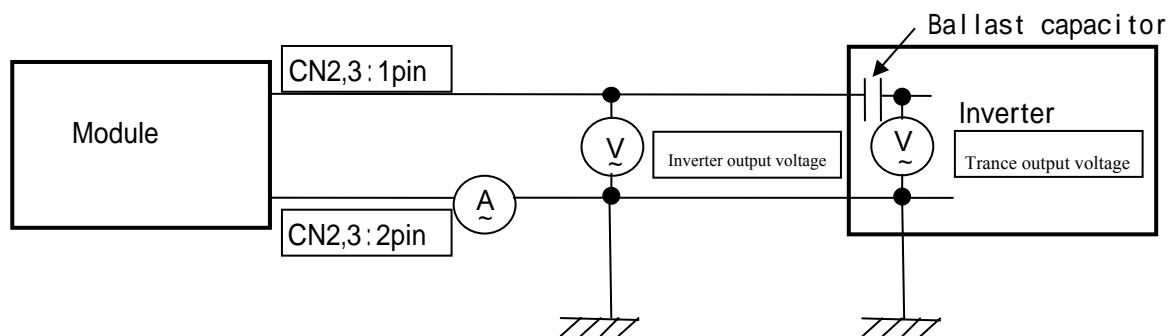 Ballast capacitor
CN2,3:1pin
Module
Inverter
V
~
Inverter output voltage
V
~
Trance output voltage
A
~
CN2,3:2pin